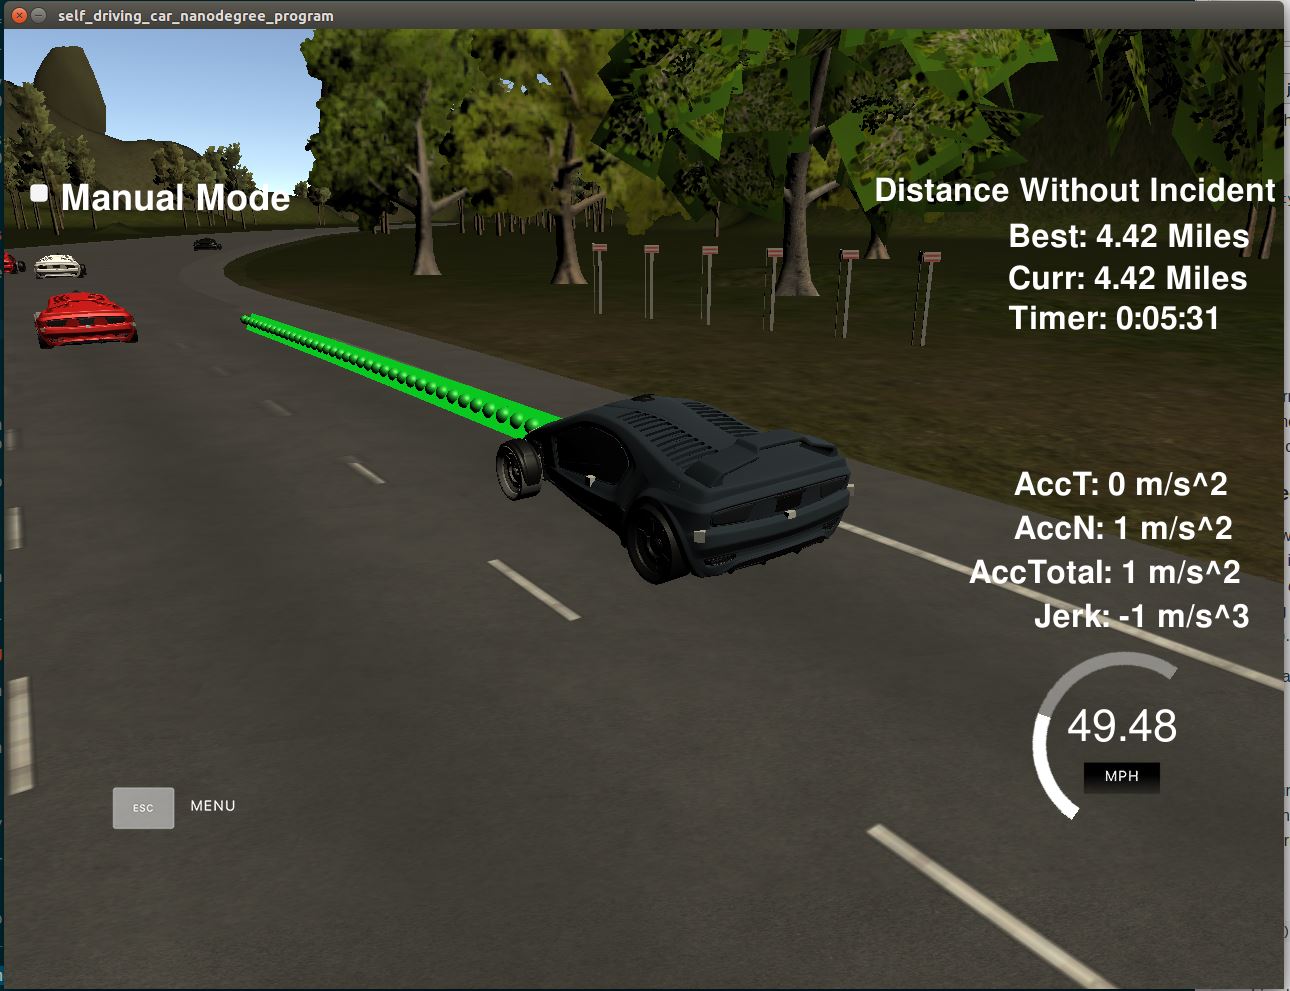 self_driving_car_nanodegree_program
Manual Mode
Distance Without Incident
Best: 4.42 Miles
Curr: 4.42 Miles
Timer: 0:05:31
AccT: 0 m/s^2
AccN: 1 m/s^2
AccTotal: 1 m/s^2
Jerk: -1 m/s^3
49.48
MPH
ESC
MENU